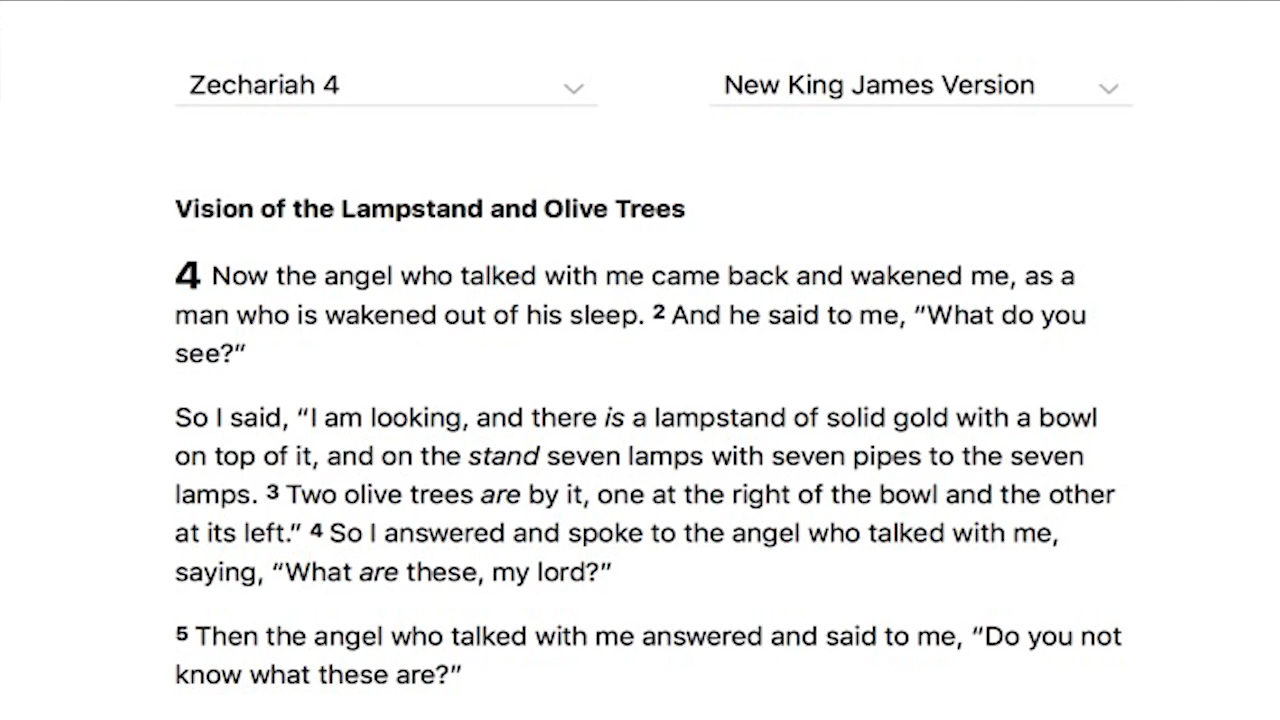 Zechariah 4
New King James Version
Vision of the Lampstand and Olive Trees
4 Now the angel who talked with me came back and wakened me, as a
man who is wakened out of his sleep. 2 And he said to me, “What do you
see?”
So I said, “I am looking, and there is a lampstand of solid gold with a bowl
on top of it, and on the stand seven lamps with seven pipes to the seven
lamps. 3 Two olive trees are by it, one at the right of the bowl and the other
at its left.” 4 So I answered and spoke to the angel who talked with me,
saying, “What are these, my lord?”
5 Then the angel who talked with me answered and said to me, “Do you not
know what these are?”